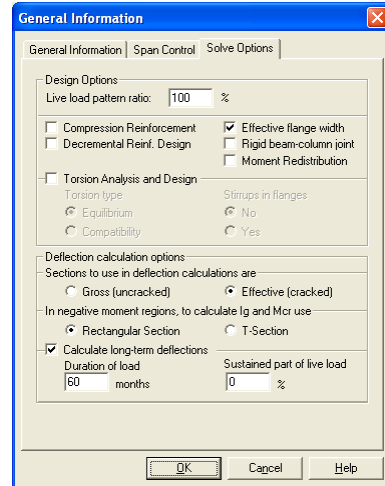 General Information
General Information Span Control Solve Options
Design Options
Live load pattern ratio: 100 %
Compression Reinforcement Effective flange width
Decremental Reinf. Design Rigid beam-column joint
Moment Redistribution
Torsion Analysis and Design
Torsion type Stirrups in flanges
Equilibrium No
Compatibility Yes
Deflection calculation options
Sections to use in deflection calculations are
Gross (uncracked) Effective (cracked)
In negative moment regions, to calculate Ig and Mcr use
Rectangular Section T-Section
Calculate long-term deflections
Duration of load Sustained part of live load
60 months 0 %
OK Cancel Help